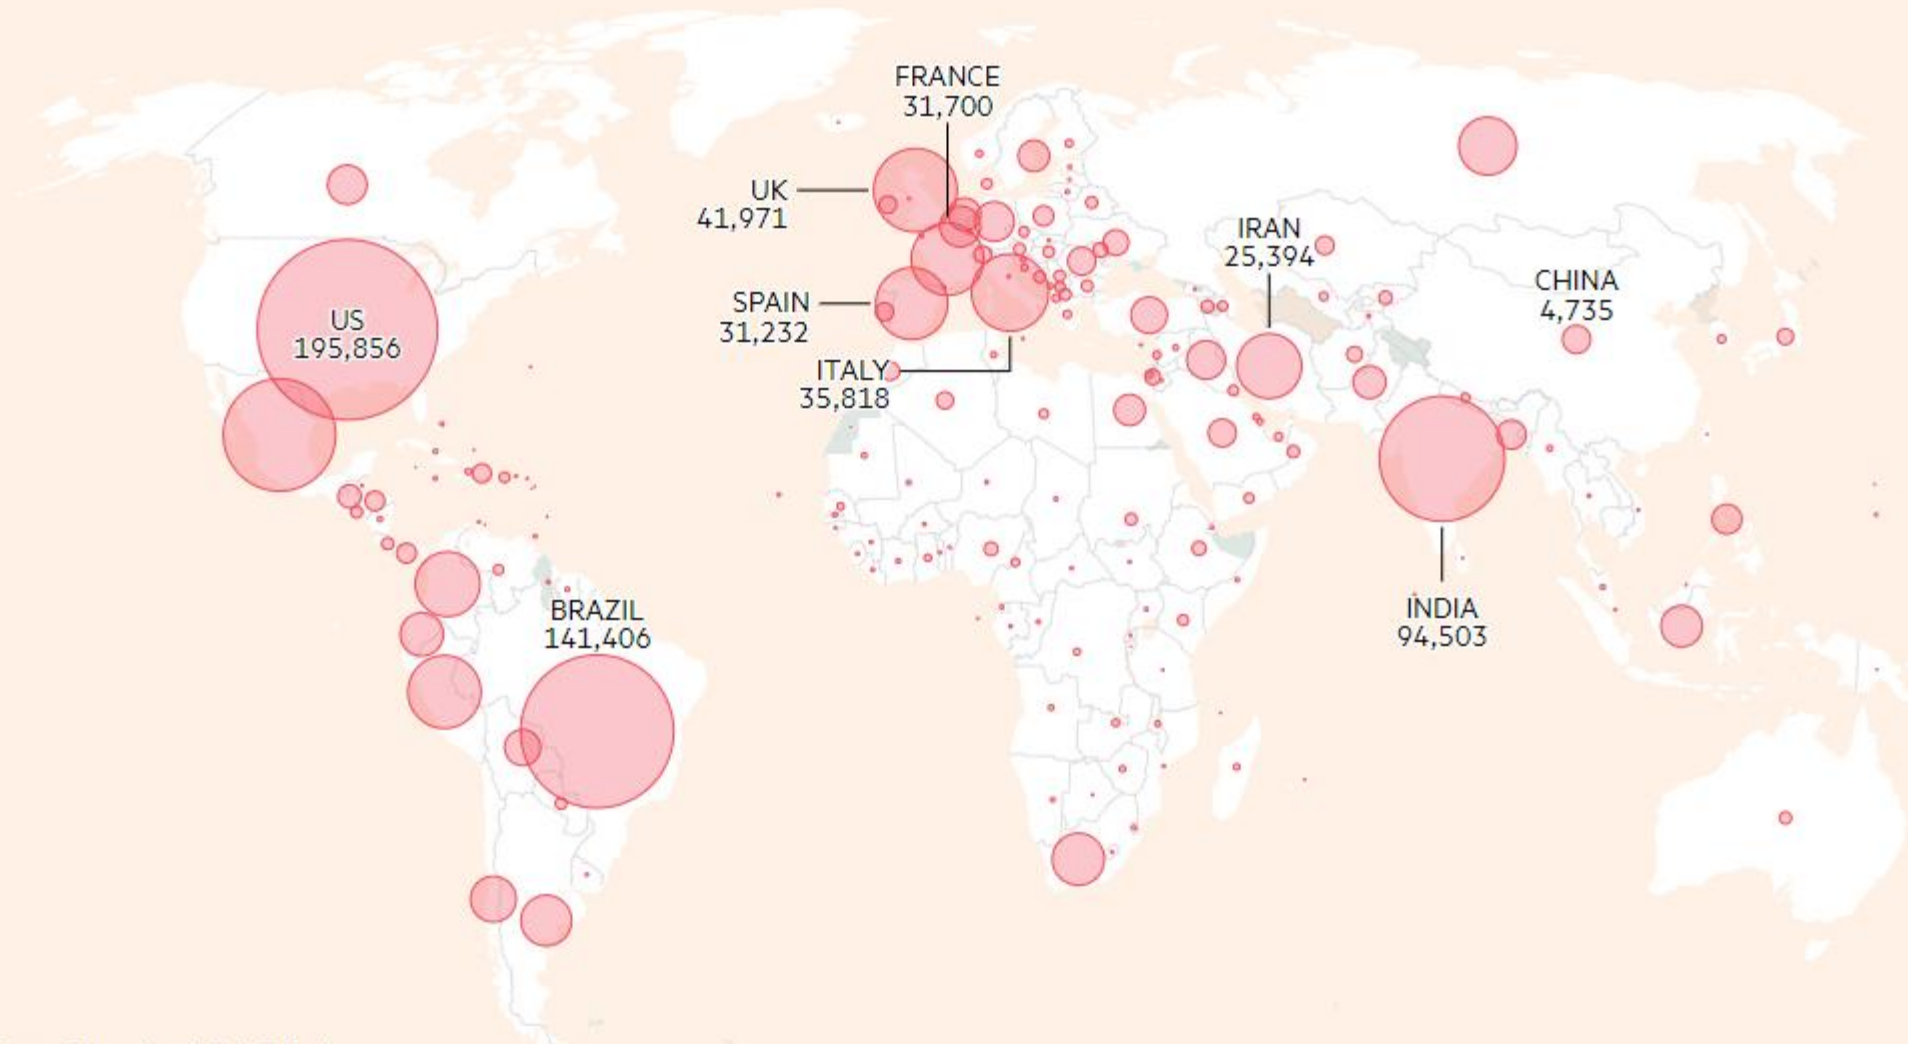 FRANCE
31,700
UK
41,971
IRAN
25,394
CHINA
4,735
SPAIN
31,232
US
195,856
ITALY
35,818
BRAZIL
141,406
INDIA
94,503